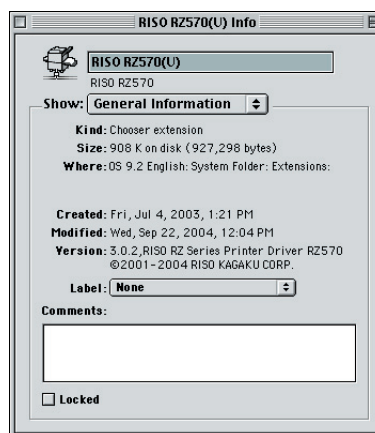 RISO RZ570(U) Info
RISO RZ570(U)
RISO RZ570
Show: General Information
Kind: Chooser extension
Size: 908 K on disk (927,298 bytes)
Where: OS 9.2 English: System Folder: Extensions:
Created: Fri, Jul 4, 2003, 1:21 PM
Modified: Wed, Sep 22, 2004, 12:04 PM
Version: 3.0.2,RISO RZ Series Printer Driver RZ570
©2001-2004 RISO KAGAKU CORP.
Label: None
Comments:
Locked